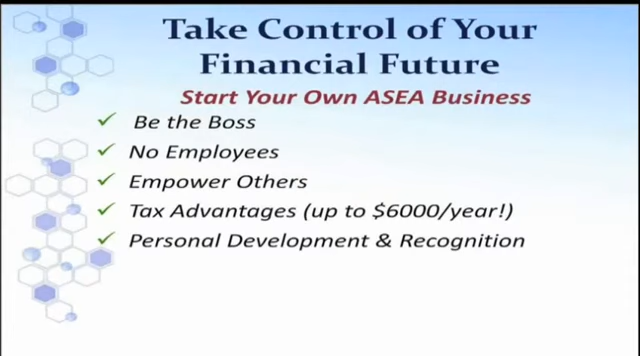 Take Control of Your
Financial Future
Start Your Own ASEA Business
✓ Be the Boss
✓ No Employees
✓ Empower Others
✓ Tax Advantages (up to $6000/year!)
✓ Personal Development & Recognition